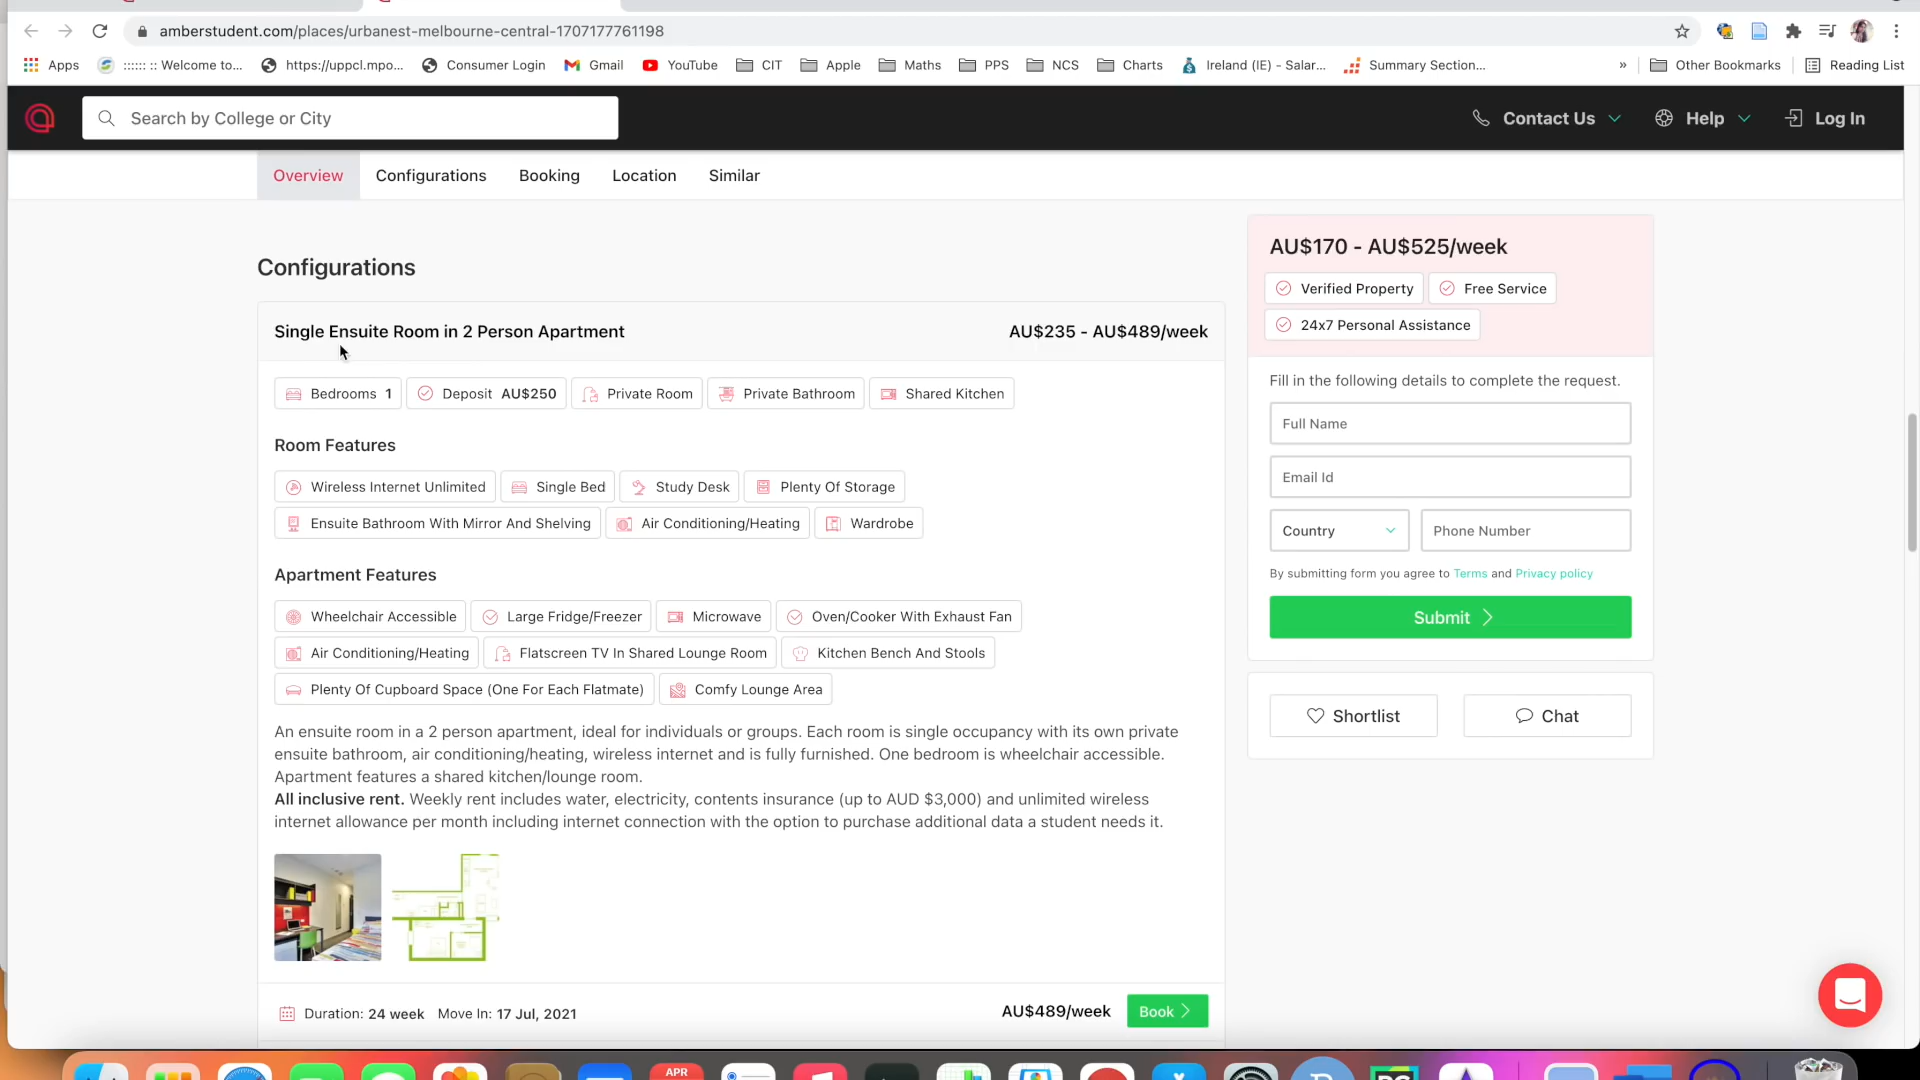 amberstudent.com/places/urbanest-melbourne-central-1707177761198
Apps :::::: :: Welcome to... https://uppcl.mpo... Consumer Login Gmail YouTube CIT Apple Maths PPS NCS Charts Ireland (IE) - Salar... Summary Section... » Other Bookmarks Reading List
Search by College or City Contact Us Help Log In
Overview Configurations Booking Location Similar
Configurations
Single Ensuite Room in 2 Person Apartment AU$235 - AU$489/week
Bedrooms 1 Deposit AU$250 Private Room Private Bathroom Shared Kitchen
Room Features
Wireless Internet Unlimited Single Bed Study Desk Plenty Of Storage
Ensuite Bathroom With Mirror And Shelving Air Conditioning/Heating Wardrobe
Apartment Features
Wheelchair Accessible Large Fridge/Freezer Microwave Oven/Cooker With Exhaust Fan
Air Conditioning/Heating Flatscreen TV In Shared Lounge Room Kitchen Bench And Stools
Plenty Of Cupboard Space (One For Each Flatmate) Comfy Lounge Area
An ensuite room in a 2 person apartment, ideal for individuals or groups. Each room is single occupancy with its own private
ensuite bathroom, air conditioning/heating, wireless internet and is fully furnished. One bedroom is wheelchair accessible.
Apartment features a shared kitchen/lounge room.
All inclusive rent. Weekly rent includes water, electricity, contents insurance (up to AUD $3,000) and unlimited wireless
internet allowance per month including internet connection with the option to purchase additional data a student needs it.
Duration: 24 week Move In: 17 Jul, 2021 AU$489/week Book
AU$170 - AU$525/week
Verified Property Free Service
24x7 Personal Assistance
Fill in the following details to complete the request.
Full Name
Email Id
Country Phone Number
By submitting form you agree to Terms and Privacy policy
Submit
Shortlist Chat
APR